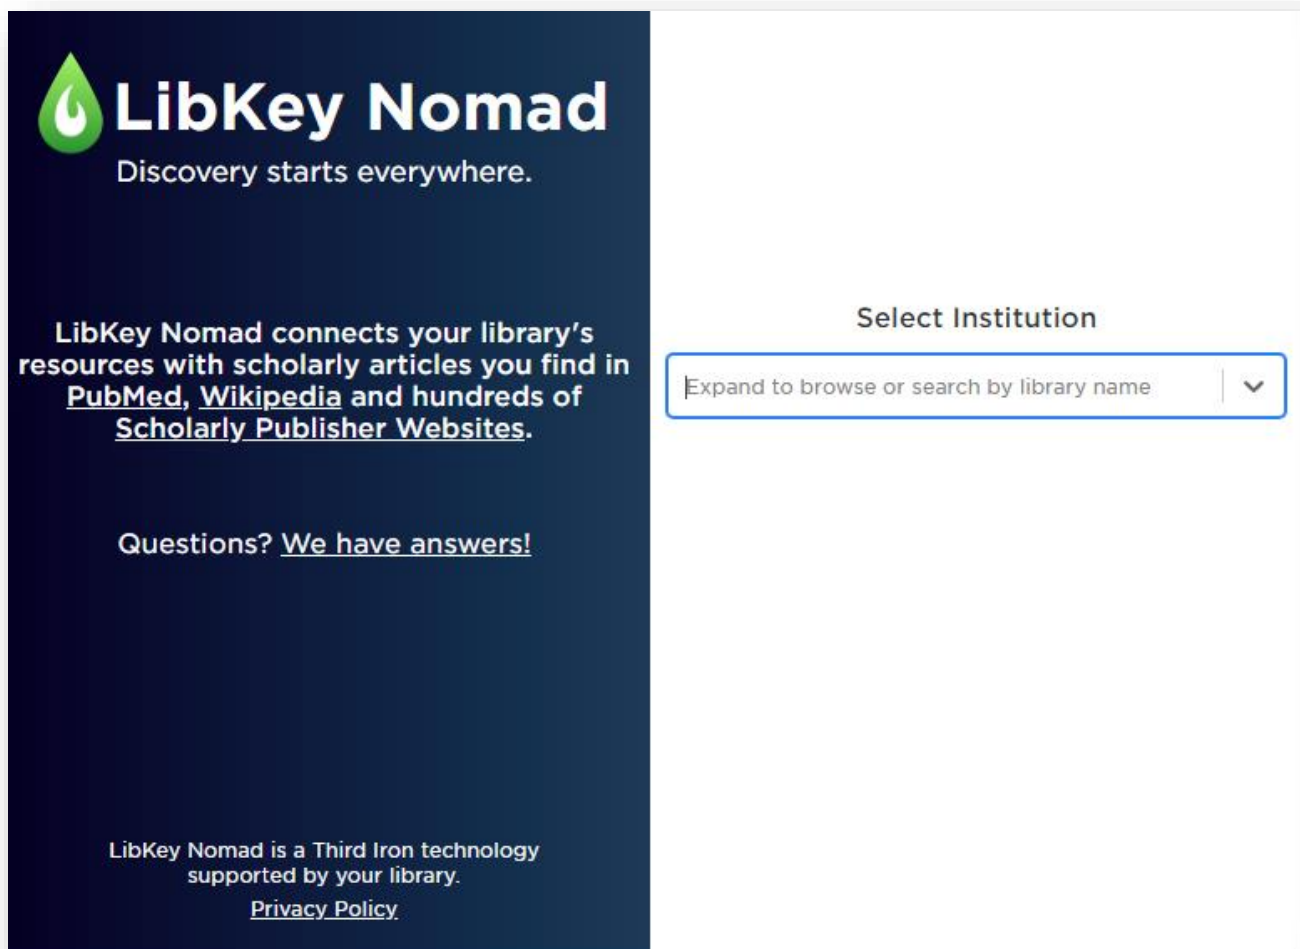 LibKey Nomad
Discovery starts everywhere.
LibKey Nomad connects your library's
resources with scholarly articles you find in
PubMed, Wikipedia and hundreds of
Scholarly Publisher Websites.
Questions? We have answers!
LibKey Nomad is a Third Iron technology
supported by your library.
Privacy Policy
Select Institution
Expand to browse or search by library name